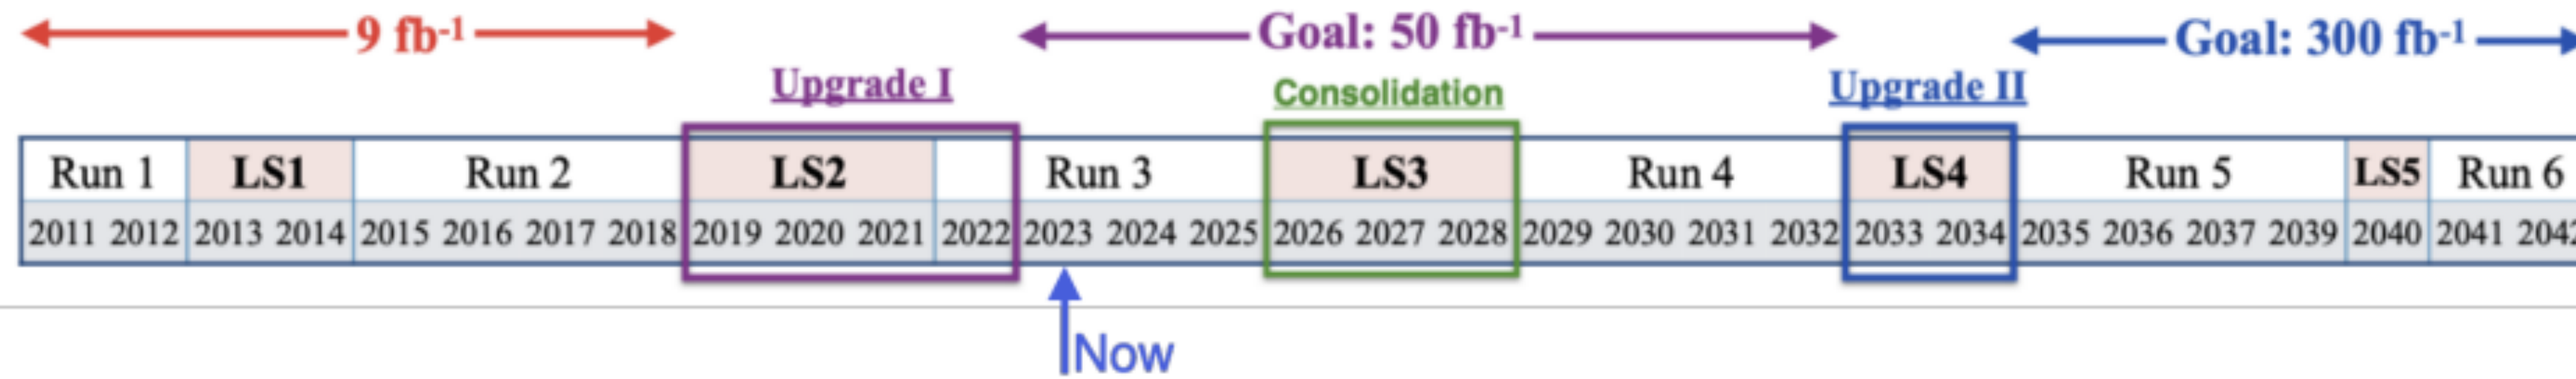 9 fb-1 Goal: 50 fb-1 Goal: 300 fb-1
Upgrade I Consolidation Upgrade II
Run 1 LS1 Run 2 LS2 Run 3 LS3 Run 4 LS4 Run 5 LS5 Run 6
2011 2012 2013 2014 2015 2016 2017 2018 2019 2020 2021 2022 2023 2024 2025 2026 2027 2028 2029 2030 2031 2032 2033 2034 2035 2036 2037 2039 2040 2041 2042
Now